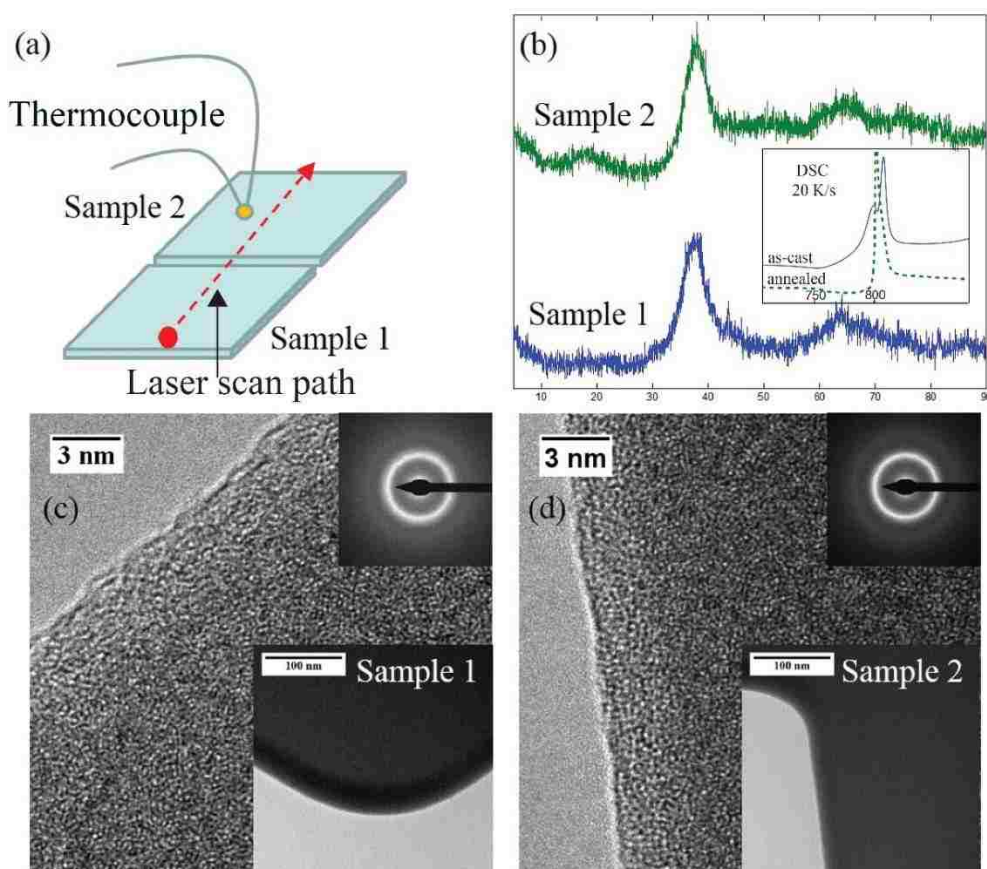 (a)
Thermocouple
Sample 2
Sample 1
Laser scan path
(b)
Sample 2
DSC
20 K/s
as-cast
annealed
750 800
Sample 1
10 20 30 40 50 60 70 80 90
3 nm
(c)
100 nm
Sample 1
3 nm
(d)
100 nm
Sample 2